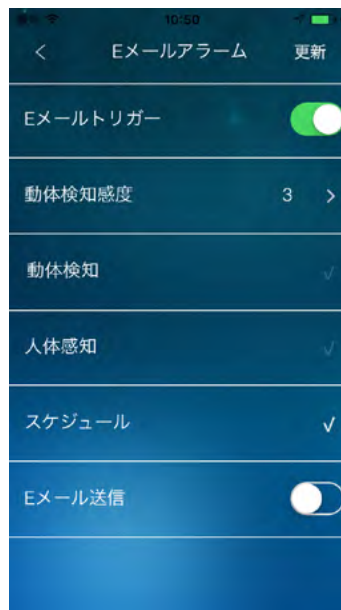 10:50
< Eメールアラーム 更新
Eメールトリガー
動体検知感度 3 >
動体検知 √
人体感知 √
スケジュール √
Eメール送信